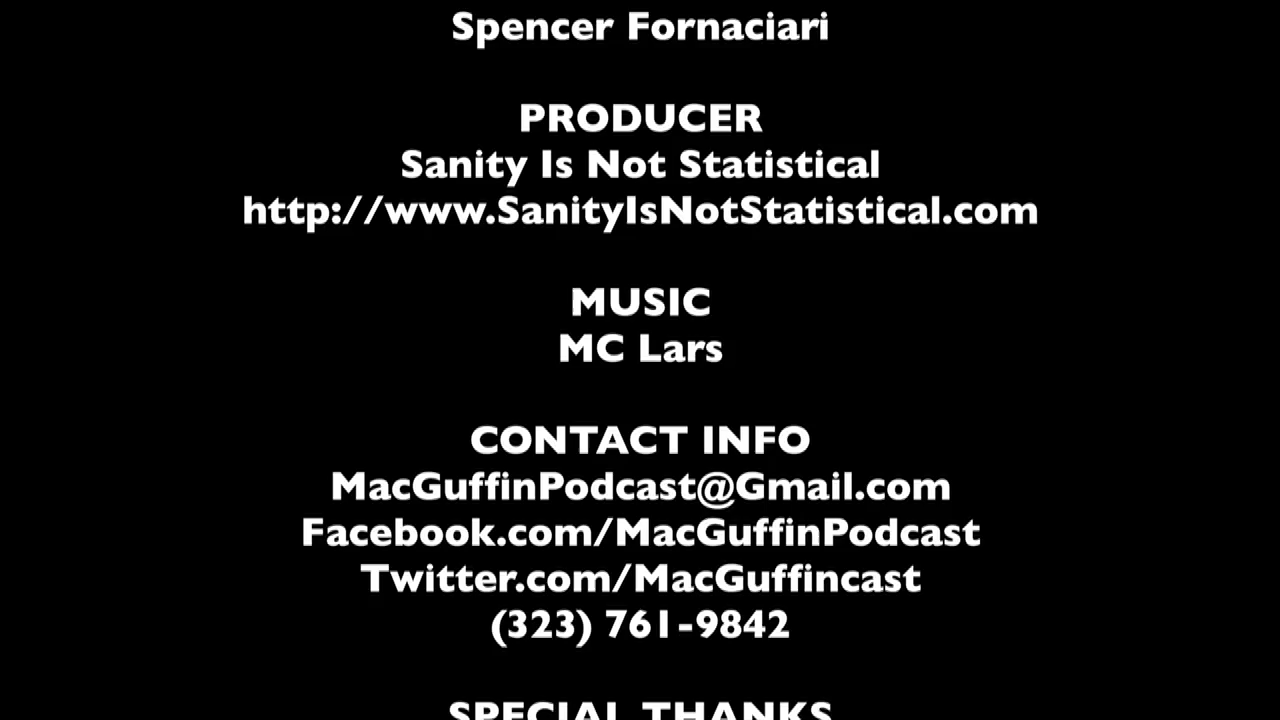 Spencer Fornaciari
PRODUCER
Sanity Is Not Statistical
http://www.SanityIsNotStatistical.com
MUSIC
MC Lars
CONTACT INFO
MacGuffinPodcast@Gmail.com
Facebook.com/MacGuffinPodcast
Twitter.com/MacGuffincast
(323) 761-9842
SPECIAL THANKS